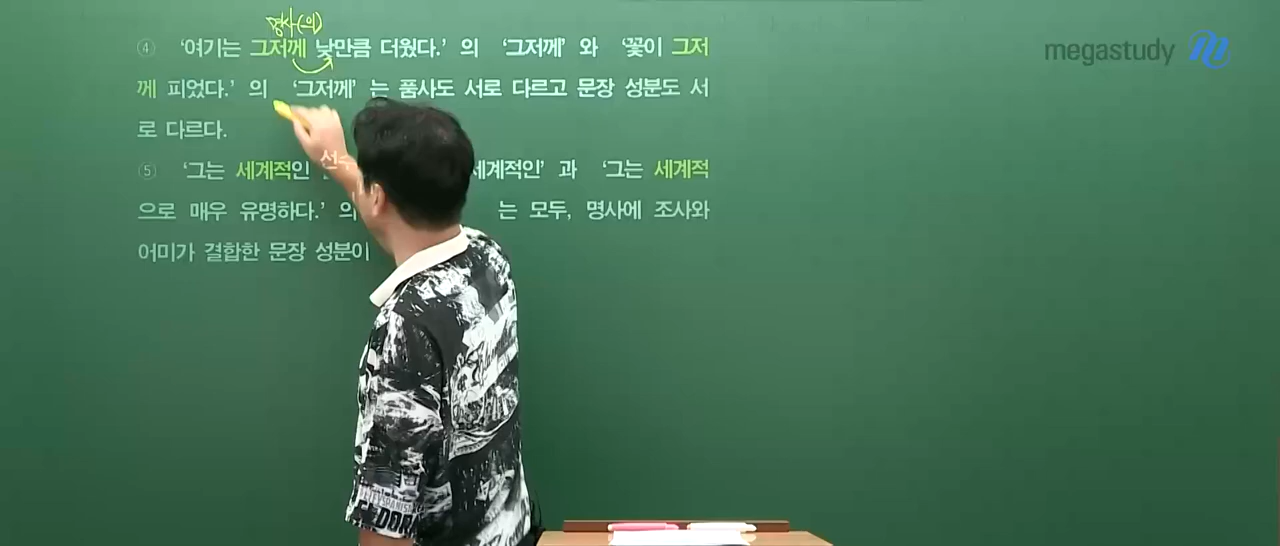 명사(의)
④ '여기는 그저께 낮만큼 더웠다.' 의 '그저께' 와 '꽃이 그저
께 피었다.' 의 '그저께' 는 품사도 서로 다르고 문장 성분도 서
로 다르다.
⑤ '그는 세계적인 선수 세계적인' 과 '그는 세계적
으로 매우 유명하다.' 의 는 모두, 명사에 조사와
어미가 결합한 문장 성분이
megastudy